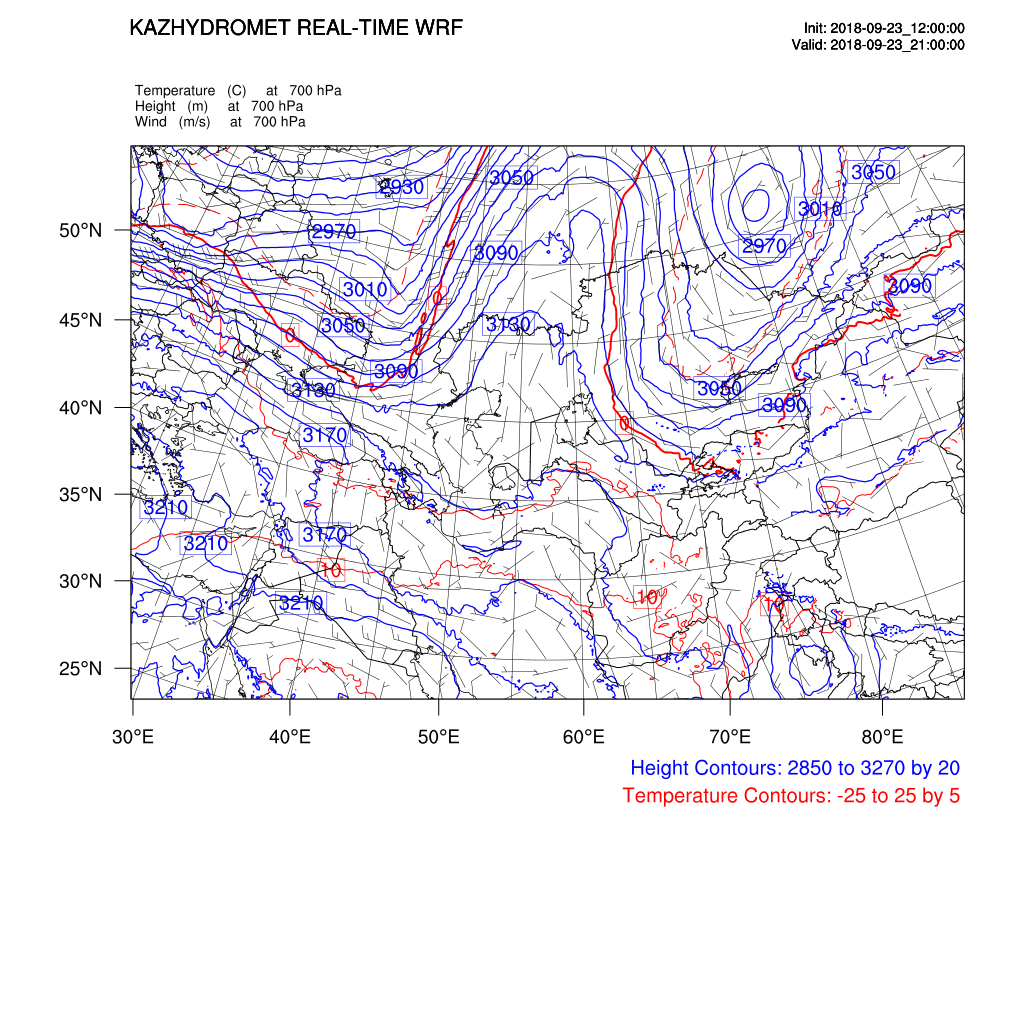 KAZHYDROMET REAL-TIME WRF
Init: 2018-09-23_12:00:00
Valid: 2018-09-23_21:00:00
Temperature (C) at 700 hPa
Height (m) at 700 hPa
Wind (m/s) at 700 hPa
2930
3050
3050
3010
50°N
2970
2970
3090
3010
3090
0
45°N
3050
3130
0
3090
3130
3050
40°N
3090
0
3170
35°N
3210
3170
3210
10
30°N
3210
10
10
25°N
30°E 40°E 50°E 60°E 70°E 80°E
Height Contours: 2850 to 3270 by 20
Temperature Contours: -25 to 25 by 5